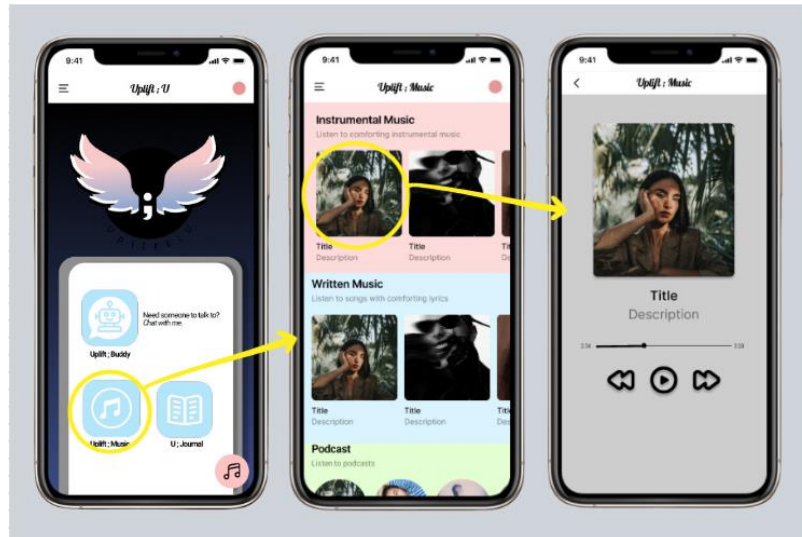 9:41
Uplift ; U
UPLIFT;U
Need someone to talk to?
Chat with me.
Uplift ; Buddy
Uplift ; Music
U ; Journal
9:41
Uplift ; Music
Instrumental Music
Listen to comforting instrumental music
Title
Title
Description
Description
Written Music
Listen to songs with comforting lyrics
Title
Title
Description
Description
Podcast
Listen to podcasts
9:41
Uplift ; Music
Title
Description